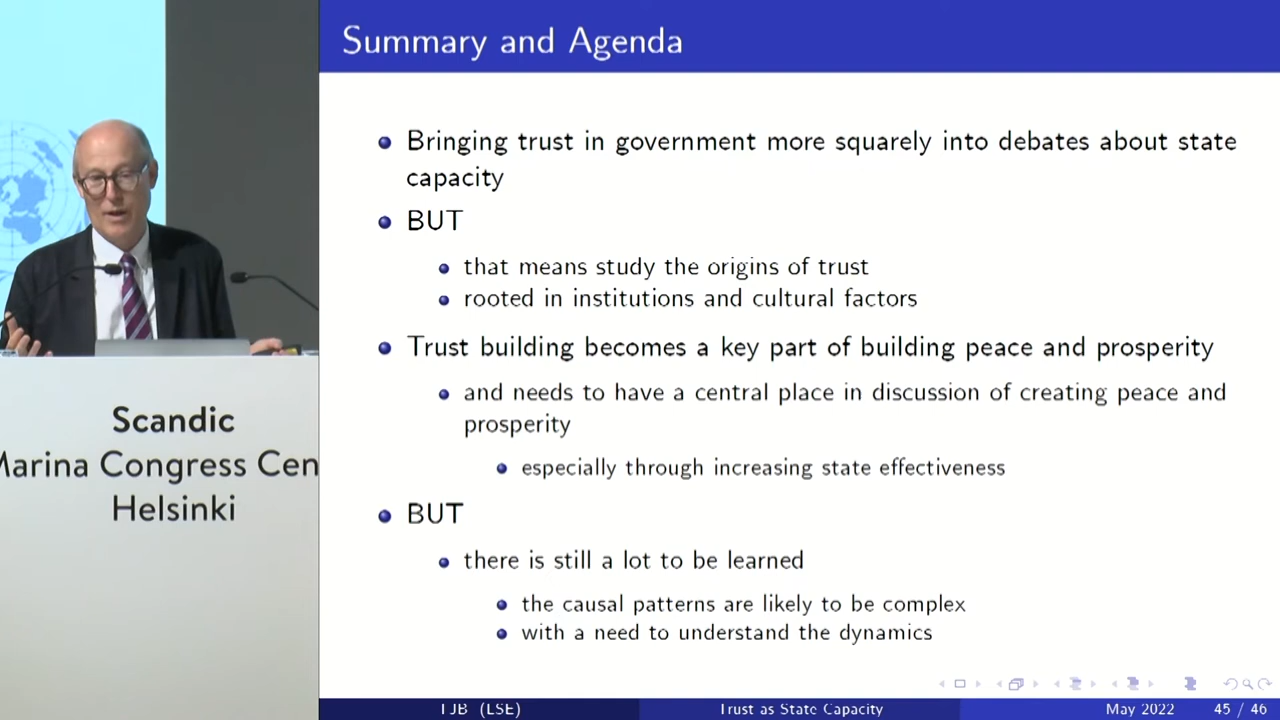 Summary and Agenda
Bringing trust in government more squarely into debates about state
capacity
BUT
that means study the origins of trust
rooted in institutions and cultural factors
Trust building becomes a key part of building peace and prosperity
and needs to have a central place in discussion of creating peace and
prosperity
especially through increasing state effectiveness
BUT
there is still a lot to be learned
the causal patterns are likely to be complex
with a need to understand the dynamics
TJB (LSE)
Trust as State Capacity
May 2022
45 / 46
Scandic
Marina Congress Cen
Helsinki